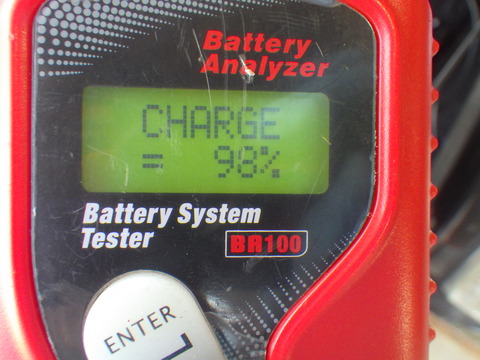 Battery
Analyzer
CHARGE
= 98%
Battery System
Tester
BR100
ENTER